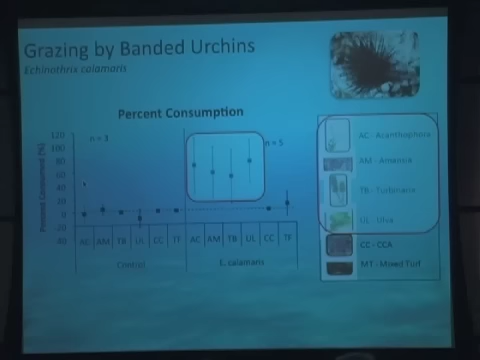 Grazing by Banded Urchins
Echinothrix calamaris
Percent Consumption
Percent Consumed (%)
120
100
80
60
40
20
0
20
40
n = 3
n = 5
AC AM TB UL CC TF AC AM TB UL CC TF
Control E. calamaris
AC - Acanthophora
AM - Amansia
TB - Turbinaria
UL - Ulva
CC - CCA
MT - Mixed Turf